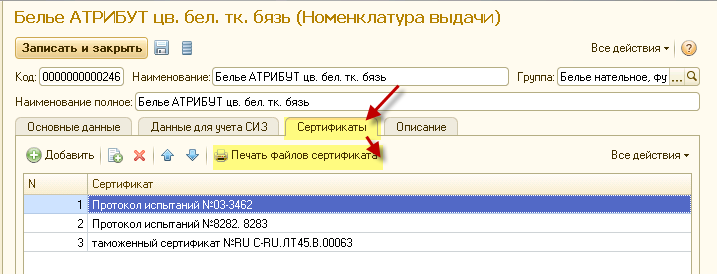 Белье АТРИБУТ цв. бел. тк. бязь (Номенклатура выдачи)
Записать и закрыть Все действия ?
Код: 0000000000246 Наименование: Белье АТРИБУТ цв. бел. тк. бязь Группа: Белье нательное, фу ...
Наименование полное: Белье АТРИБУТ цв. бел. тк. бязь
Основные данные Данные для учета СИЗ Сертификаты Описание
Добавить Печать файлов сертификата Все действия
N Сертификат
1 Протокол испытаний №03-3462
2 Протокол испытаний №8282. 8283
3 таможенный сертификат №RU C-RU.ЛТ45.В.00063